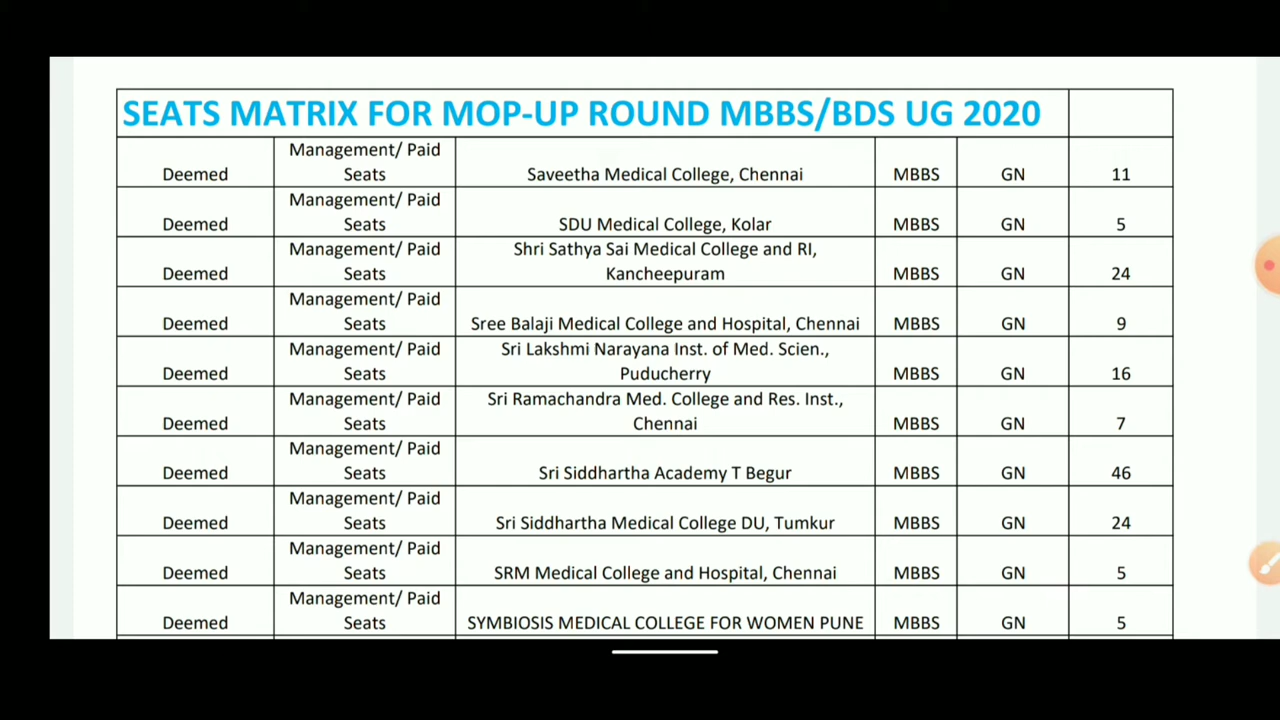 SEATS MATRIX FOR MOP-UP ROUND MBBS/BDS UG 2020
Deemed Management/ Paid Seats Saveetha Medical College, Chennai MBBS GN 11
Deemed Management/ Paid Seats SDU Medical College, Kolar MBBS GN 5
Deemed Management/ Paid Seats Shri Sathya Sai Medical College and RI, Kancheepuram MBBS GN 24
Deemed Management/ Paid Seats Sree Balaji Medical College and Hospital, Chennai MBBS GN 9
Deemed Management/ Paid Seats Sri Lakshmi Narayana Inst. of Med. Scien., Puducherry MBBS GN 16
Deemed Management/ Paid Seats Sri Ramachandra Med. College and Res. Inst., Chennai MBBS GN 7
Deemed Management/ Paid Seats Sri Siddhartha Academy T Begur MBBS GN 46
Deemed Management/ Paid Seats Sri Siddhartha Medical College DU, Tumkur MBBS GN 24
Deemed Management/ Paid Seats SRM Medical College and Hospital, Chennai MBBS GN 5
Deemed Management/ Paid Seats SYMBIOSIS MEDICAL COLLEGE FOR WOMEN PUNE MBBS GN 5